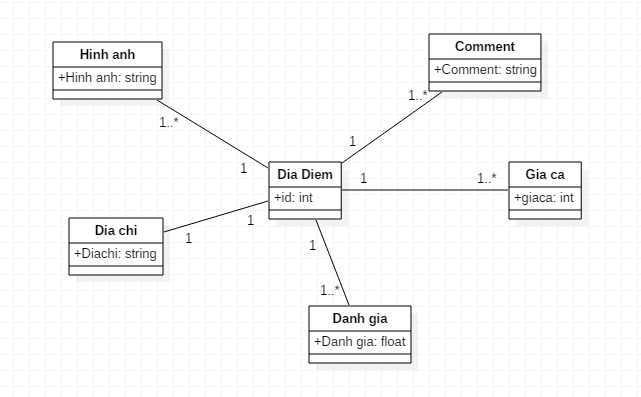 Hinh anh
+Hinh anh: string
1..*
1
Comment
+Comment: string
1..*
1
Dia Diem
+id: int
1
1..*
Gia ca
+giaca: int
Dia chi
+Diachi: string
1
1
1
1..*
Danh gia
+Danh gia: float